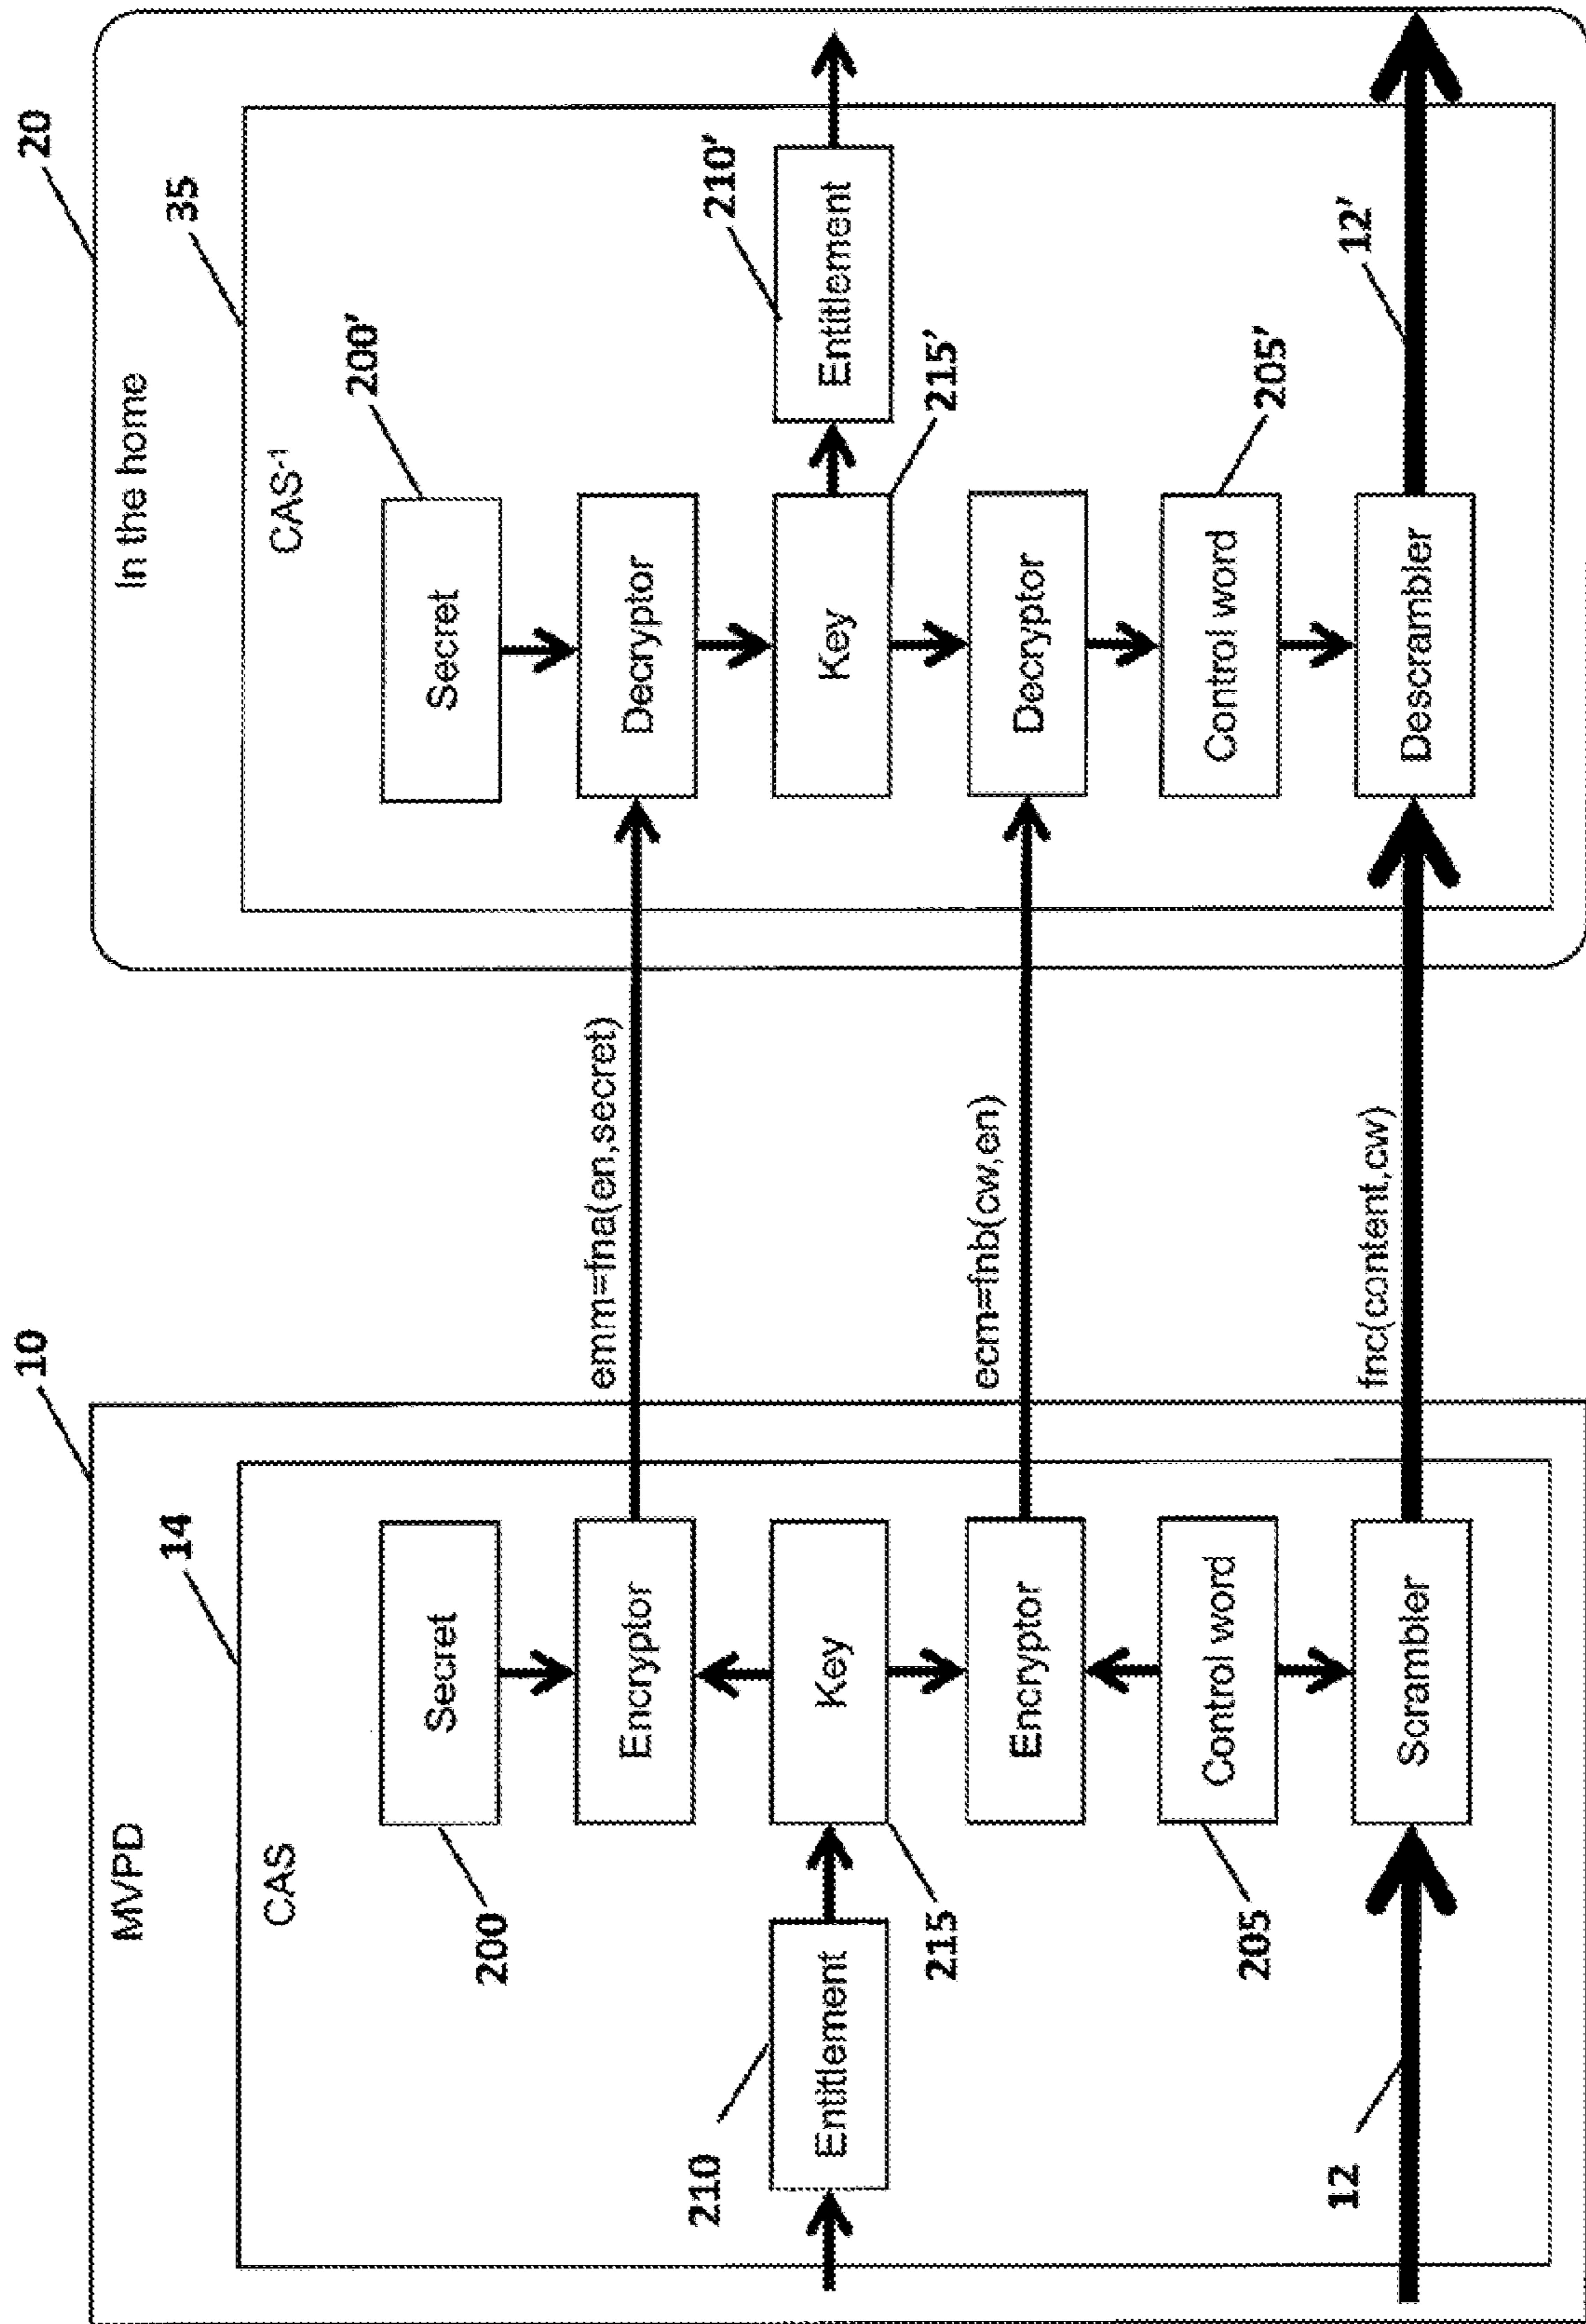 10
MVPD
14
CAS
200
Secret
Encryptor
210
Entitlement
Key
215
Encryptor
205
Control word
12
Scrambler
emm=fna(en,secret)
ecm=fnb(cw,en)
fnc(content,cw)
20
In the home
35
CAS-1
200'
Secret
Decryptor
210'
Key
Entitlement
215'
Decryptor
205'
Control word
12'
Descrambler